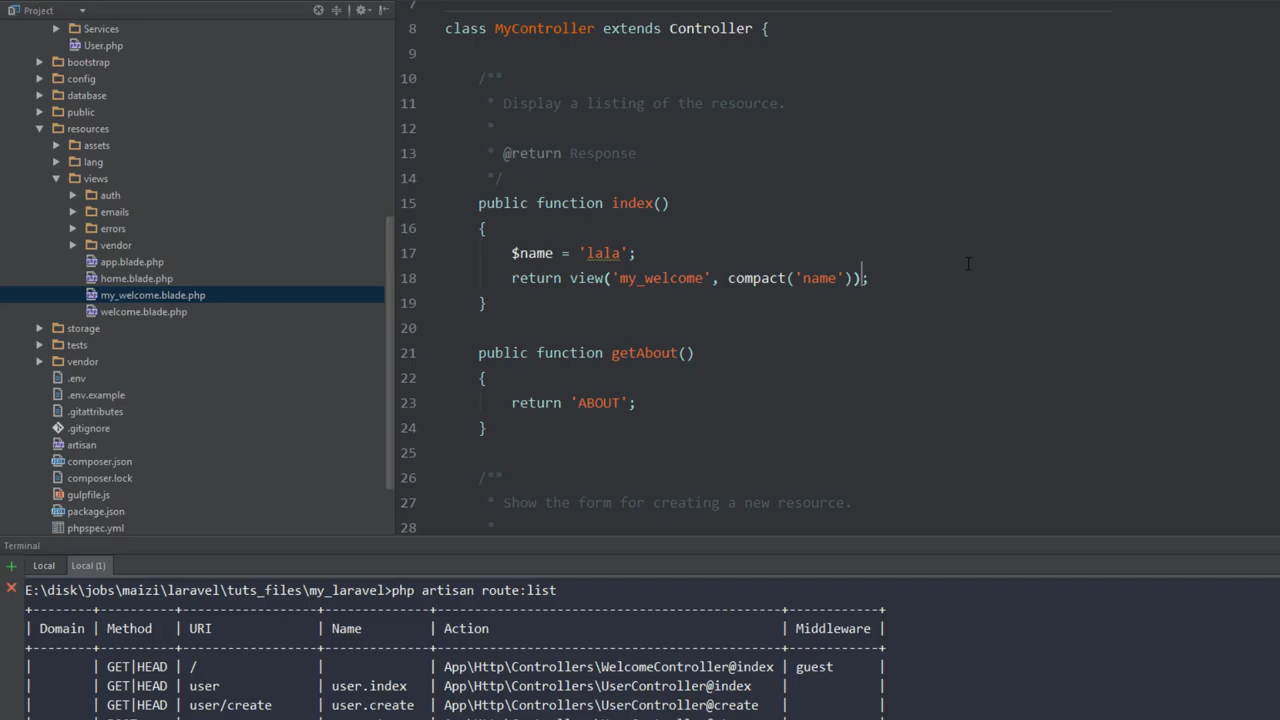 Project
Services
User.php
bootstrap
config
database
public
resources
assets
lang
views
auth
emails
errors
vendor
app.blade.php
home.blade.php
my_welcome.blade.php
welcome.blade.php
storage
tests
vendor
.env
.env.example
.gitattributes
.gitignore
artisan
composer.json
composer.lock
gulpfile.js
package.json
phpspec.yml
7
8 class MyController extends Controller {
9
10 /**
11 * Display a listing of the resource.
12 *
13 * @return Response
14 */
15 public function index()
16 {
17 $name = 'lala';
18 return view('my_welcome', compact('name'));
19 }
20
21 public function getAbout()
22 {
23 return 'ABOUT';
24 }
25
26 /**
27 * Show the form for creating a new resource.
28 *
Terminal
Local Local (1)
E:\disk\jobs\maizi\laravel\tuts_files\my_laravel>php artisan route:list
| Domain | Method | URI | Name | Action | Middleware |
| | GET|HEAD | / | | App\Http\Controllers\WelcomeController@index | guest
| | GET|HEAD | user | user.index | App\Http\Controllers\UserController@index |
| | GET|HEAD | user/create | user.create | App\Http\Controllers\UserController@create |